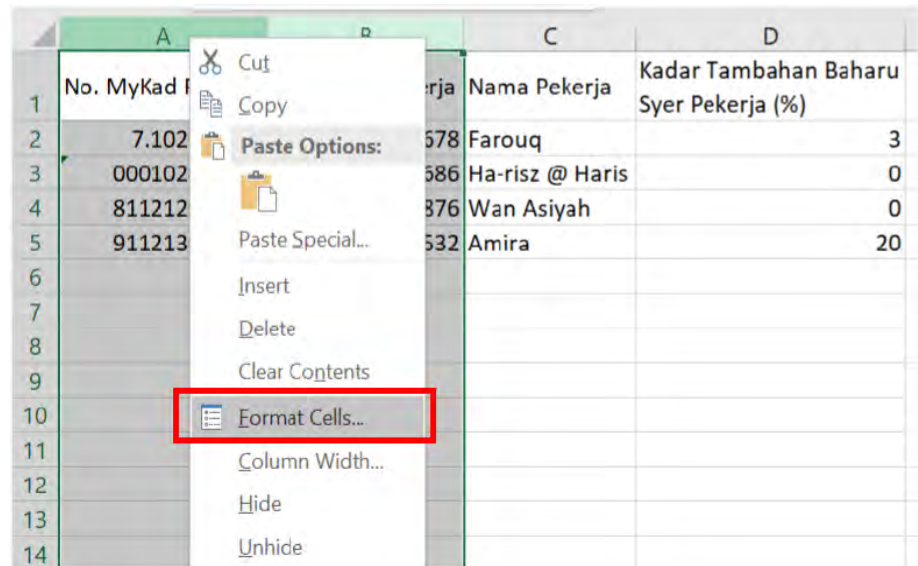 A B C D
1 No. MyKad rja Nama Pekerja Kadar Tambahan Baharu
Syer Pekerja (%)
2 7.102 678 Farouq 3
3 000102 686 Ha-risz @ Haris 0
4 811212 876 Wan Asiyah 0
5 911213 632 Amira 20
6
7
8
9
10
11
12
13
14
Cut
Copy
Paste Options:
Paste Special...
Insert
Delete
Clear Contents
Format Cells...
Column Width...
Hide
Unhide